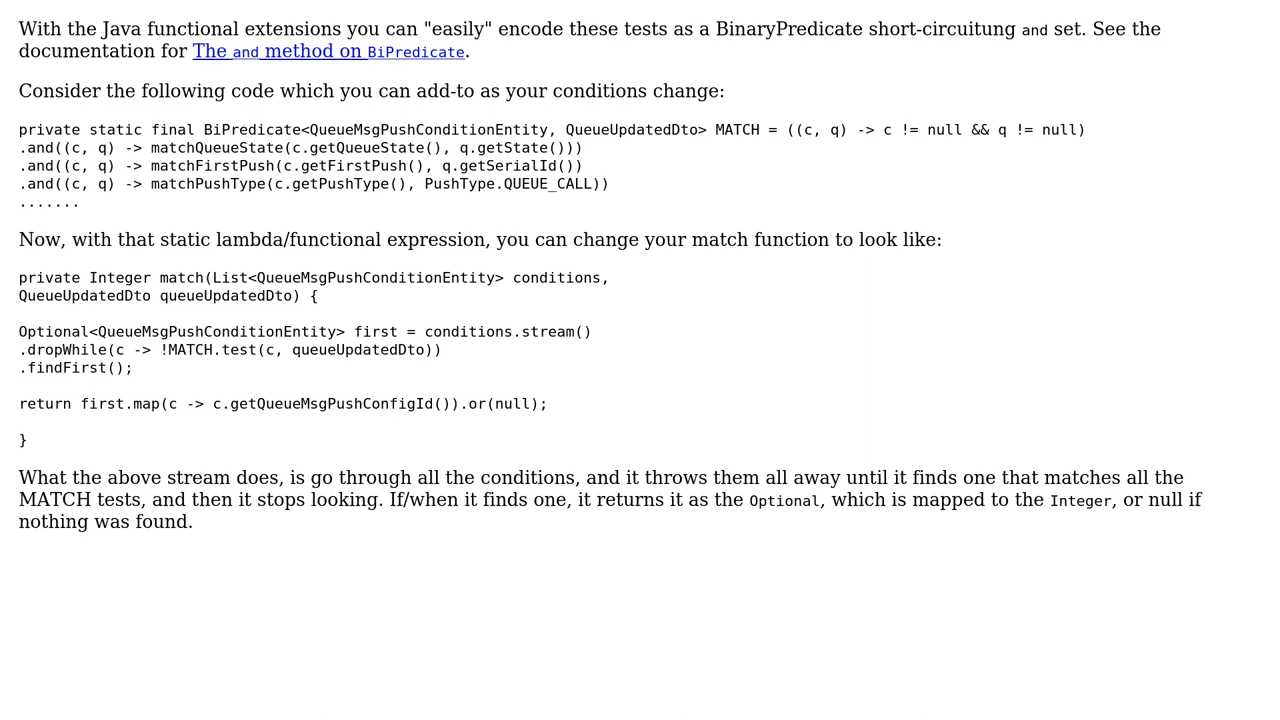 With the Java functional extensions you can "easily" encode these tests as a BinaryPredicate short-circuitung and set. See the
documentation for The and method on BiPredicate.
Consider the following code which you can add-to as your conditions change:
private static final BiPredicate<QueueMsgPushConditionEntity, QueueUpdatedDto> MATCH = ((c, q) -> c != null && q != null)
.and((c, q) -> matchQueueState(c.getQueueState(), q.getState()))
.and((c, q) -> matchFirstPush(c.getFirstPush(), q.getSerialId())
.and((c, q) -> matchPushType(c.getPushType(), PushType.QUEUE_CALL))
.......
Now, with that static lambda/functional expression, you can change your match function to look like:
private Integer match(List<QueueMsgPushConditionEntity> conditions,
QueueUpdatedDto queueUpdatedDto) {
Optional<QueueMsgPushConditionEntity> first = conditions.stream()
.dropWhile(c -> !MATCH.test(c, queueUpdatedDto))
.findFirst();
return first.map(c -> c.getQueueMsgPushConfigId()).or(null);
}
What the above stream does, is go through all the conditions, and it throws them all away until it finds one that matches all the
MATCH tests, and then it stops looking. If/when it finds one, it returns it as the Optional, which is mapped to the Integer, or null if
nothing was found.